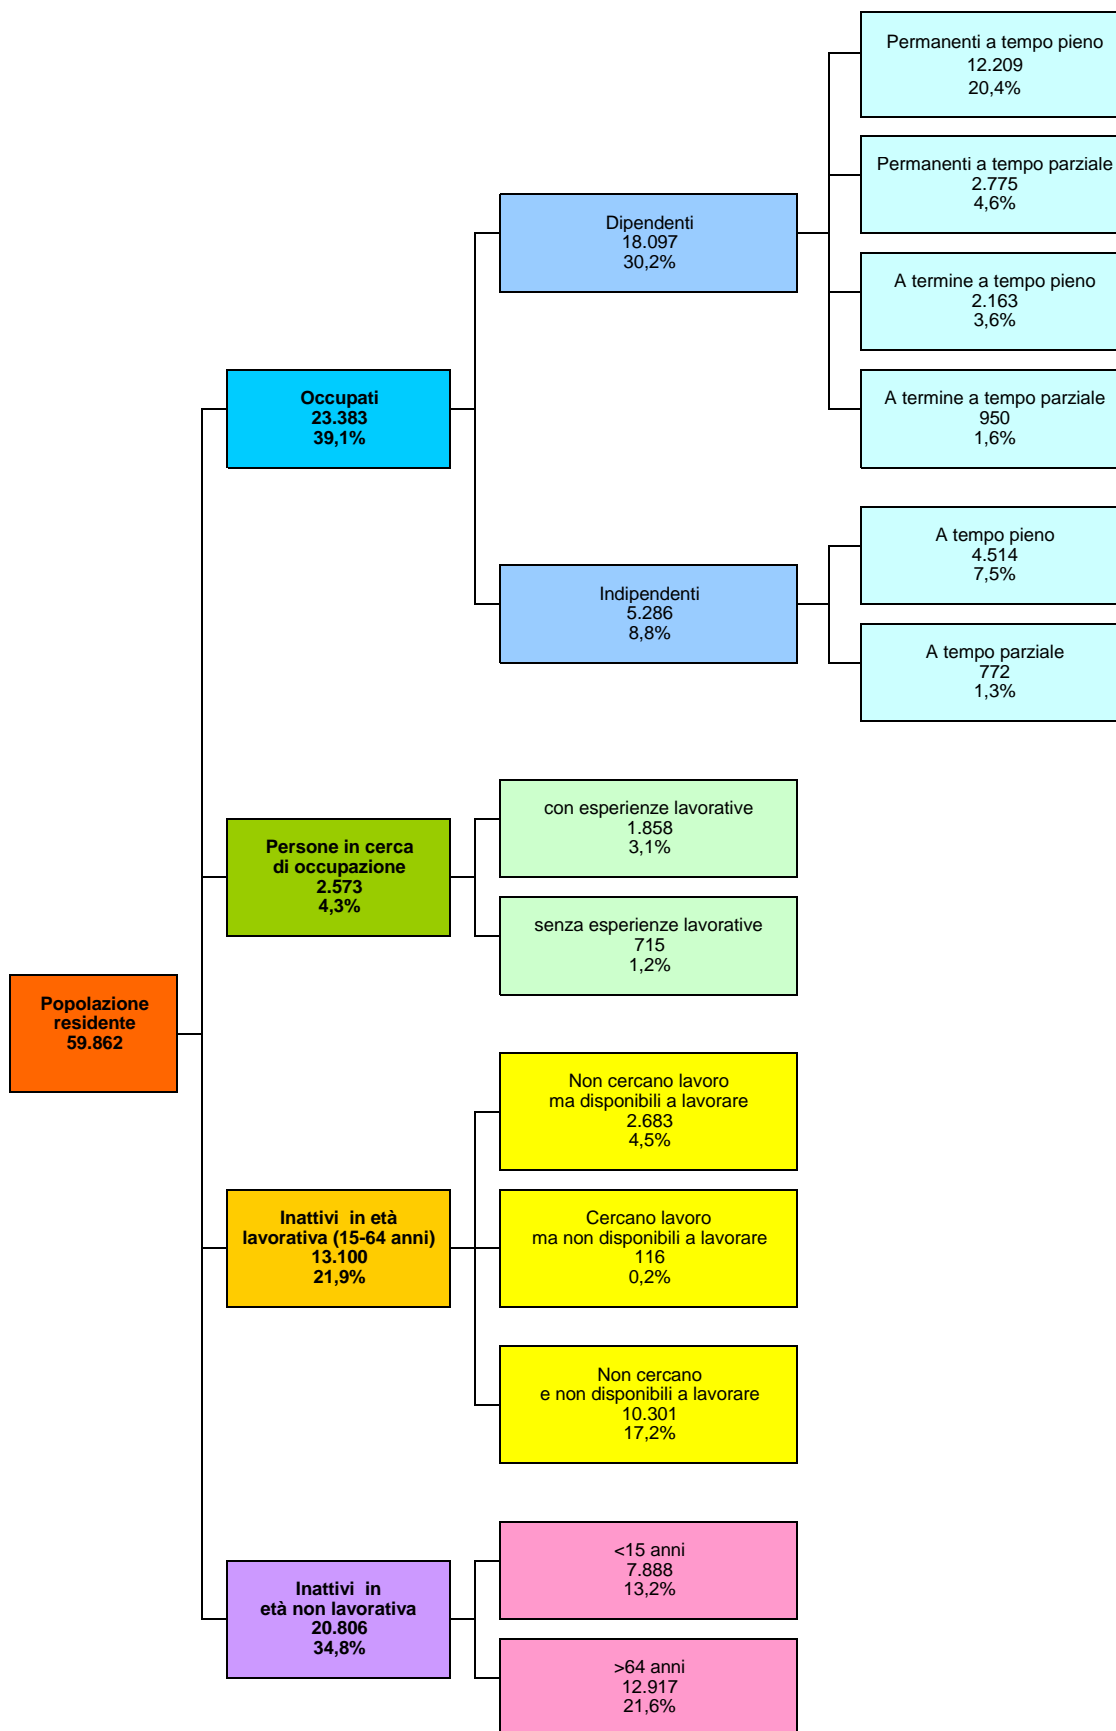 Permanenti a tempo pieno
12.209
20,4%
Permanenti a tempo parziale
2.775
4,6%
Dipendenti
18.097
30,2%
A termine a tempo pieno
2.163
3,6%
Occupati
23.383
39,1%
A termine a tempo parziale
950
1,6%
A tempo pieno
4.514
7,5%
Indipendenti
5.286
8,8%
A tempo parziale
772
1,3%
con esperienze lavorative
1.858
3,1%
Persone in cerca
di occupazione
2.573
4,3%
senza esperienze lavorative
715
1,2%
Popolazione
residente
59.862
Non cercano lavoro
ma disponibili a lavorare
2.683
4,5%
Inattivi  in età
lavorativa (15-64 anni)
13.100
21,9%
Cercano lavoro
ma non disponibili a lavorare
116
0,2%
Non cercano
e non disponibili a lavorare
10.301
17,2%
<15 anni
7.888
13,2%
Inattivi  in
età non lavorativa
20.806
34,8%
>64 anni
12.917
21,6%